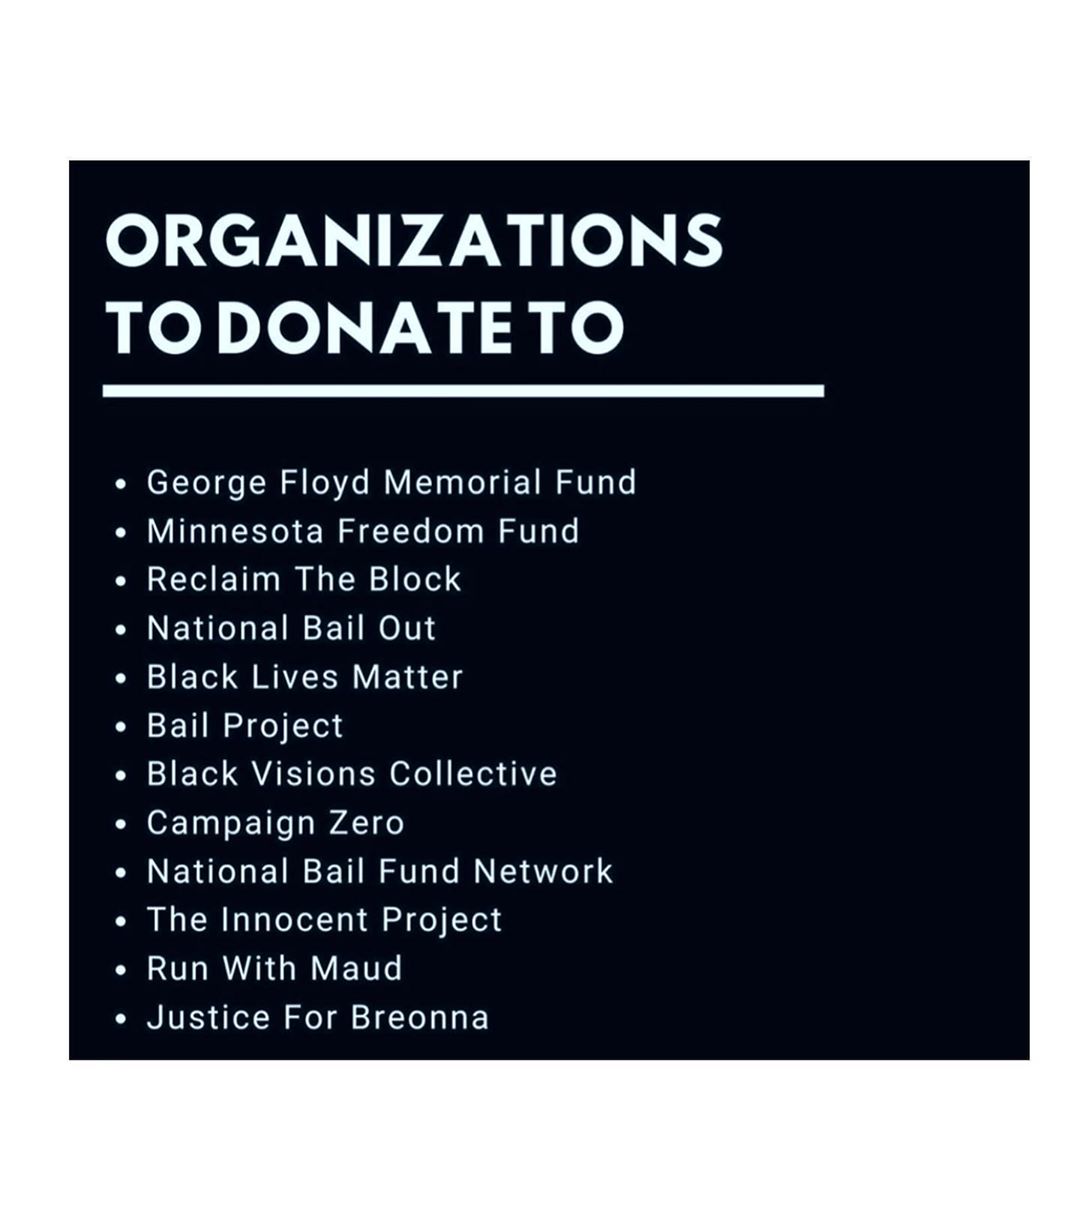 ORGANIZATIONS
TO DONATE TO
• George Floyd Memorial Fund
• Minnesota Freedom Fund
• Reclaim The Block
• National Bail Out
• Black Lives Matter
• Bail Project
• Black Visions Collective
• Campaign Zero
• National Bail Fund Network
• The Innocent Project
• Run With Maud
• Justice For Breonna